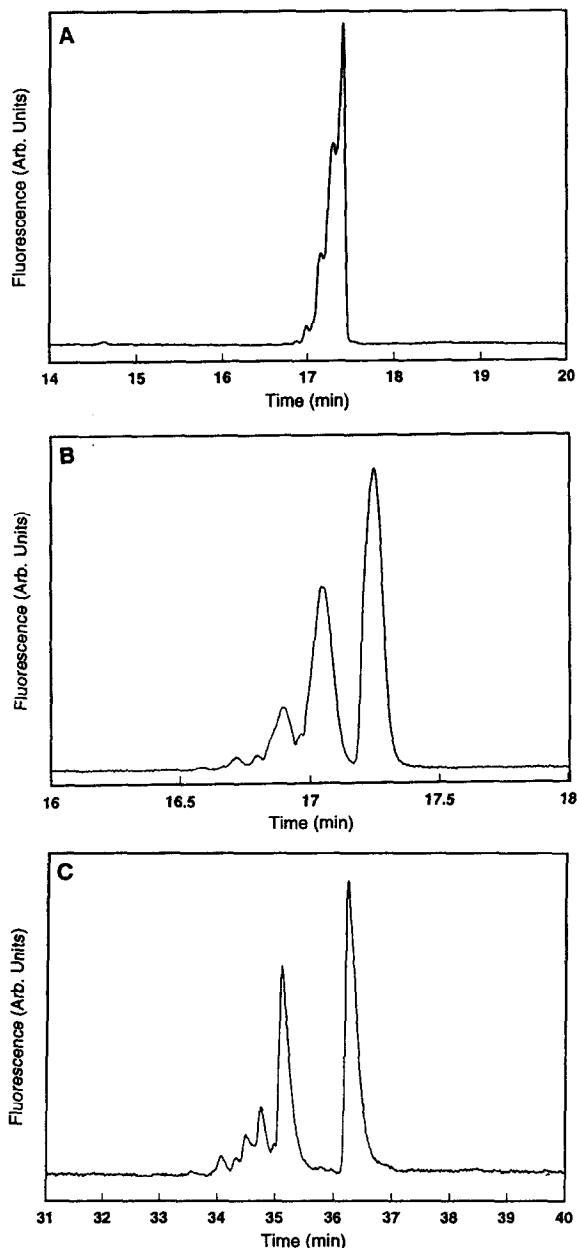 A
Fluorescence (Arb. Units)
14 15 16 17 18 19 20
Time (min)
B
Fluorescence (Arb. Units)
16 16.5 17 17.5 18
Time (min)
C
Fluorescence (Arb. Units)
31 32 33 34 35 36 37 38 39 40
Time (min)